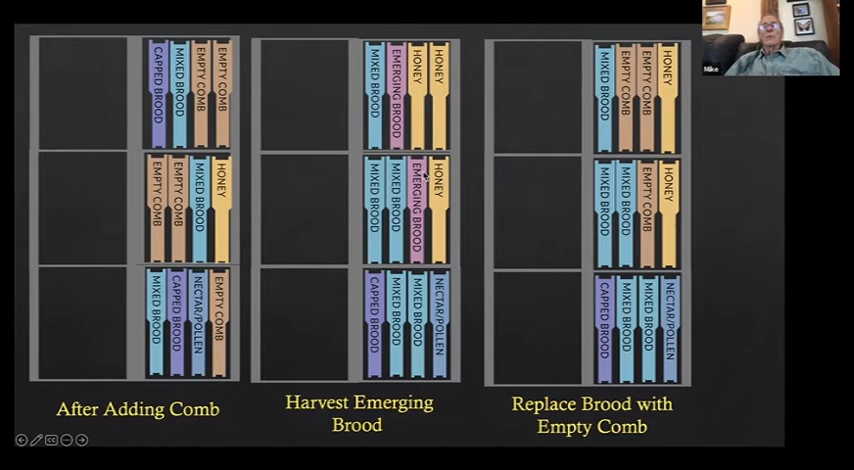 Mike
CAPPED BROOD
MIXED BROOD
EMPTY COMB
EMPTY COMB
MIXED BROOD
EMERGING BROOD
HONEY
HONEY
MIXED BROOD
EMPTY COMB
EMPTY COMB
HONEY
EMPTY COMB
EMPTY COMB
MIXED BROOD
HONEY
MIXED BROOD
MIXED BROOD
EMERGING BROOD
HONEY
MIXED BROOD
MIXED BROOD
EMPTY COMB
HONEY
MIXED BROOD
CAPPED BROOD
NECTAR/POLLEN
EMPTY COMB
CAPPED BROOD
MIXED BROOD
MIXED BROOD
NECTAR/POLLEN
CAPPED BROOD
MIXED BROOD
MIXED BROOD
NECTAR/POLLEN
After Adding Comb
Harvest Emerging
Brood
Replace Brood with
Empty Comb
CC